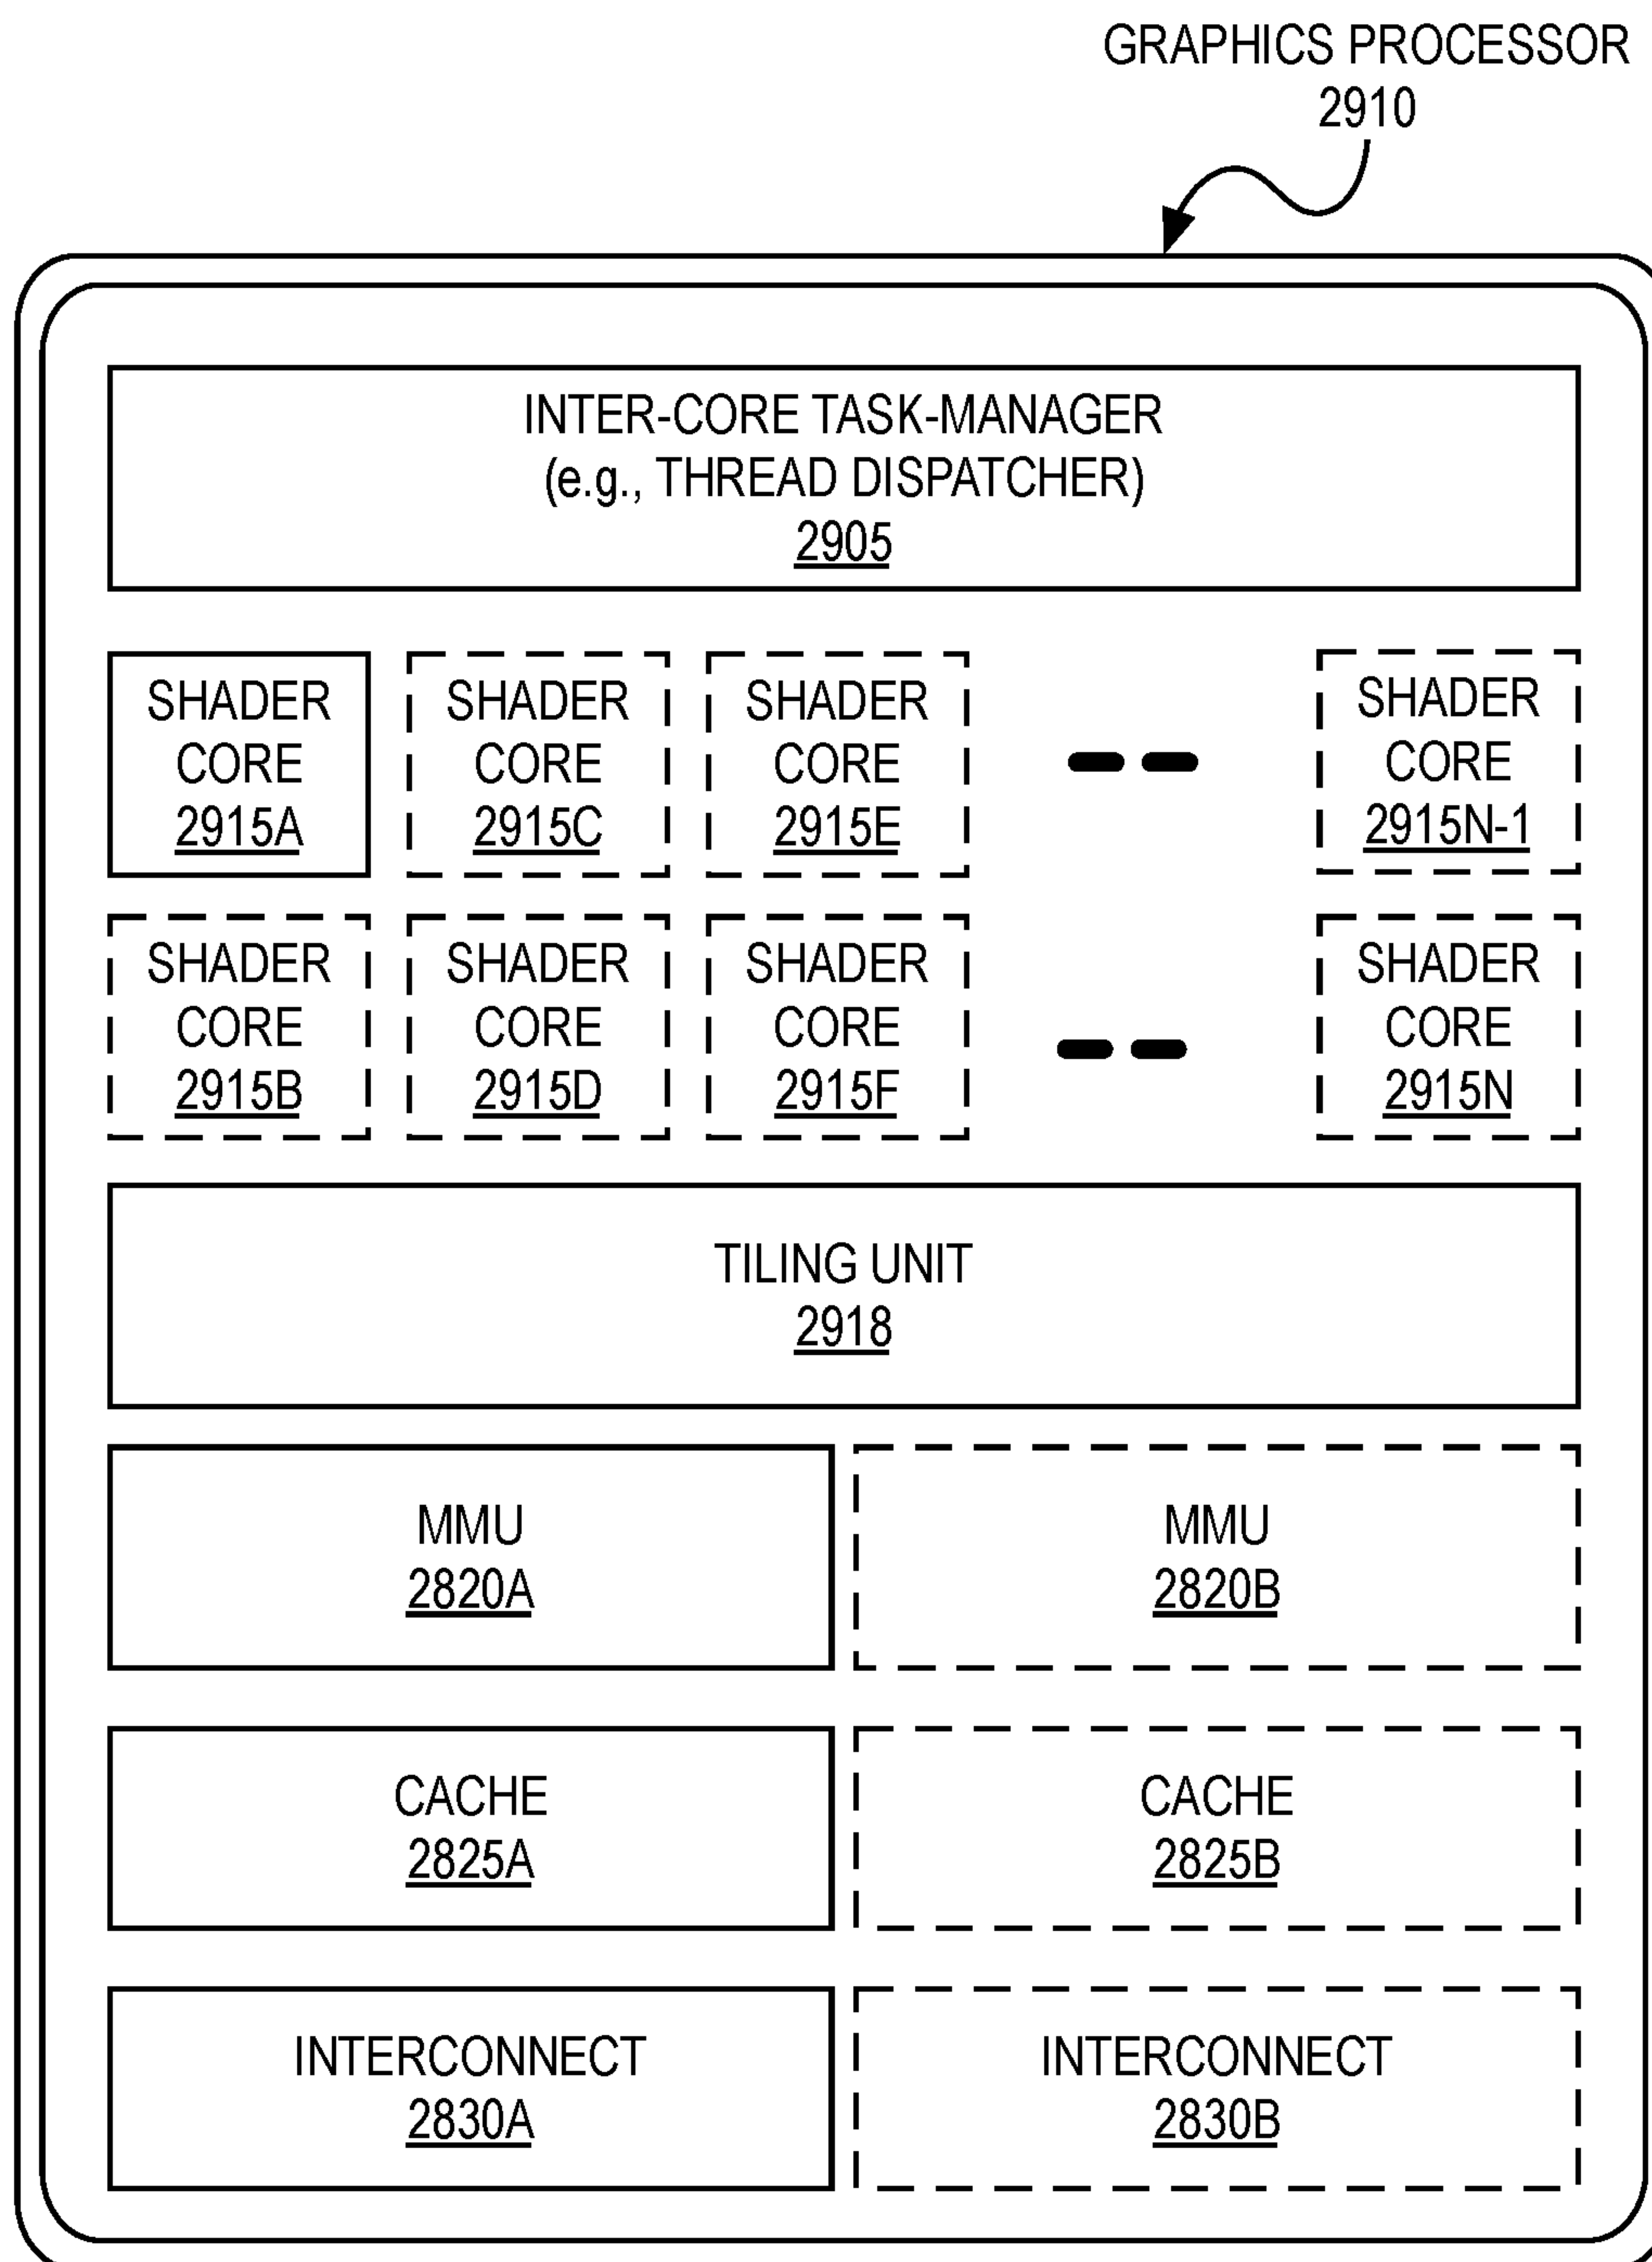 GRAPHICS PROCESSOR
2910
INTER-CORE TASK-MANAGER
(e.g., THREAD DISPATCHER)
2905
SHADER
CORE
2915A
SHADER
CORE
2915C
SHADER
CORE
2915E
SHADER
CORE
2915N-1
SHADER
CORE
2915B
SHADER
CORE
2915D
SHADER
CORE
2915F
SHADER
CORE
2915N
TILING UNIT
2918
MMU
2820A
MMU
2820B
CACHE
2825A
CACHE
2825B
INTERCONNECT
2830A
INTERCONNECT
2830B